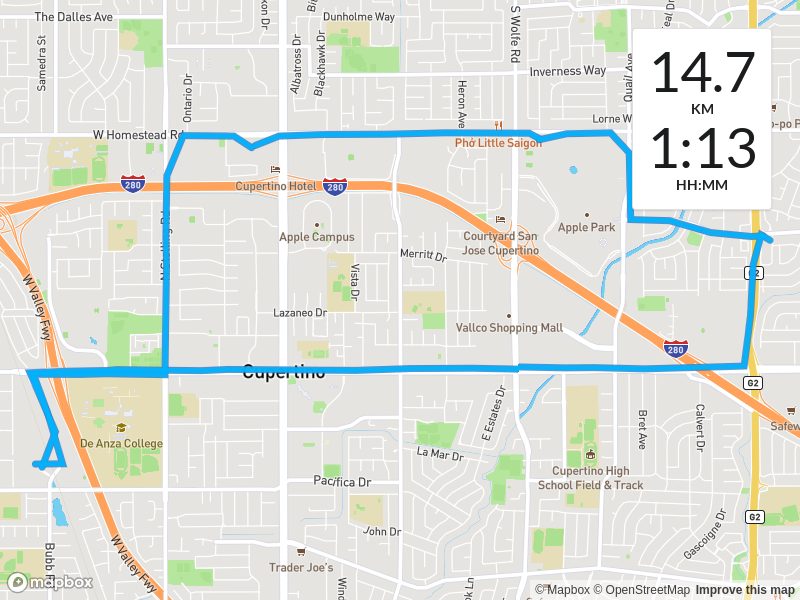 The Dalles Ave
Samedra St
Dunholme Way
Albatross Dr
Blackhawk Dr
S Wolfe Rd
Inverness Way
Quail Ave
Ontario Dr
Heron Ave
Lorne W
W Homestead Rd
Phở Little Saigon
14.7
KM
1:13
HH:MM
280
Cupertino Hotel
280
Apple Campus
Courtyard San
Jose Cupertino
Apple Park
Merritt Dr
Vista Dr
G2
W Valley Fwy
Lazaneo Dr
Vallco Shopping Mall
280
Cupertino
G2
E Estates Dr
Bret Ave
Calvert Dr
Safew
De Anza College
La Mar Dr
Cupertino High
School Field & Track
Pacifica Dr
G2
John Dr
Gascoigne Dr
W Valley Fwy
Bubb R
Trader Joe's
mapbox
© Mapbox © OpenStreetMap Improve this map